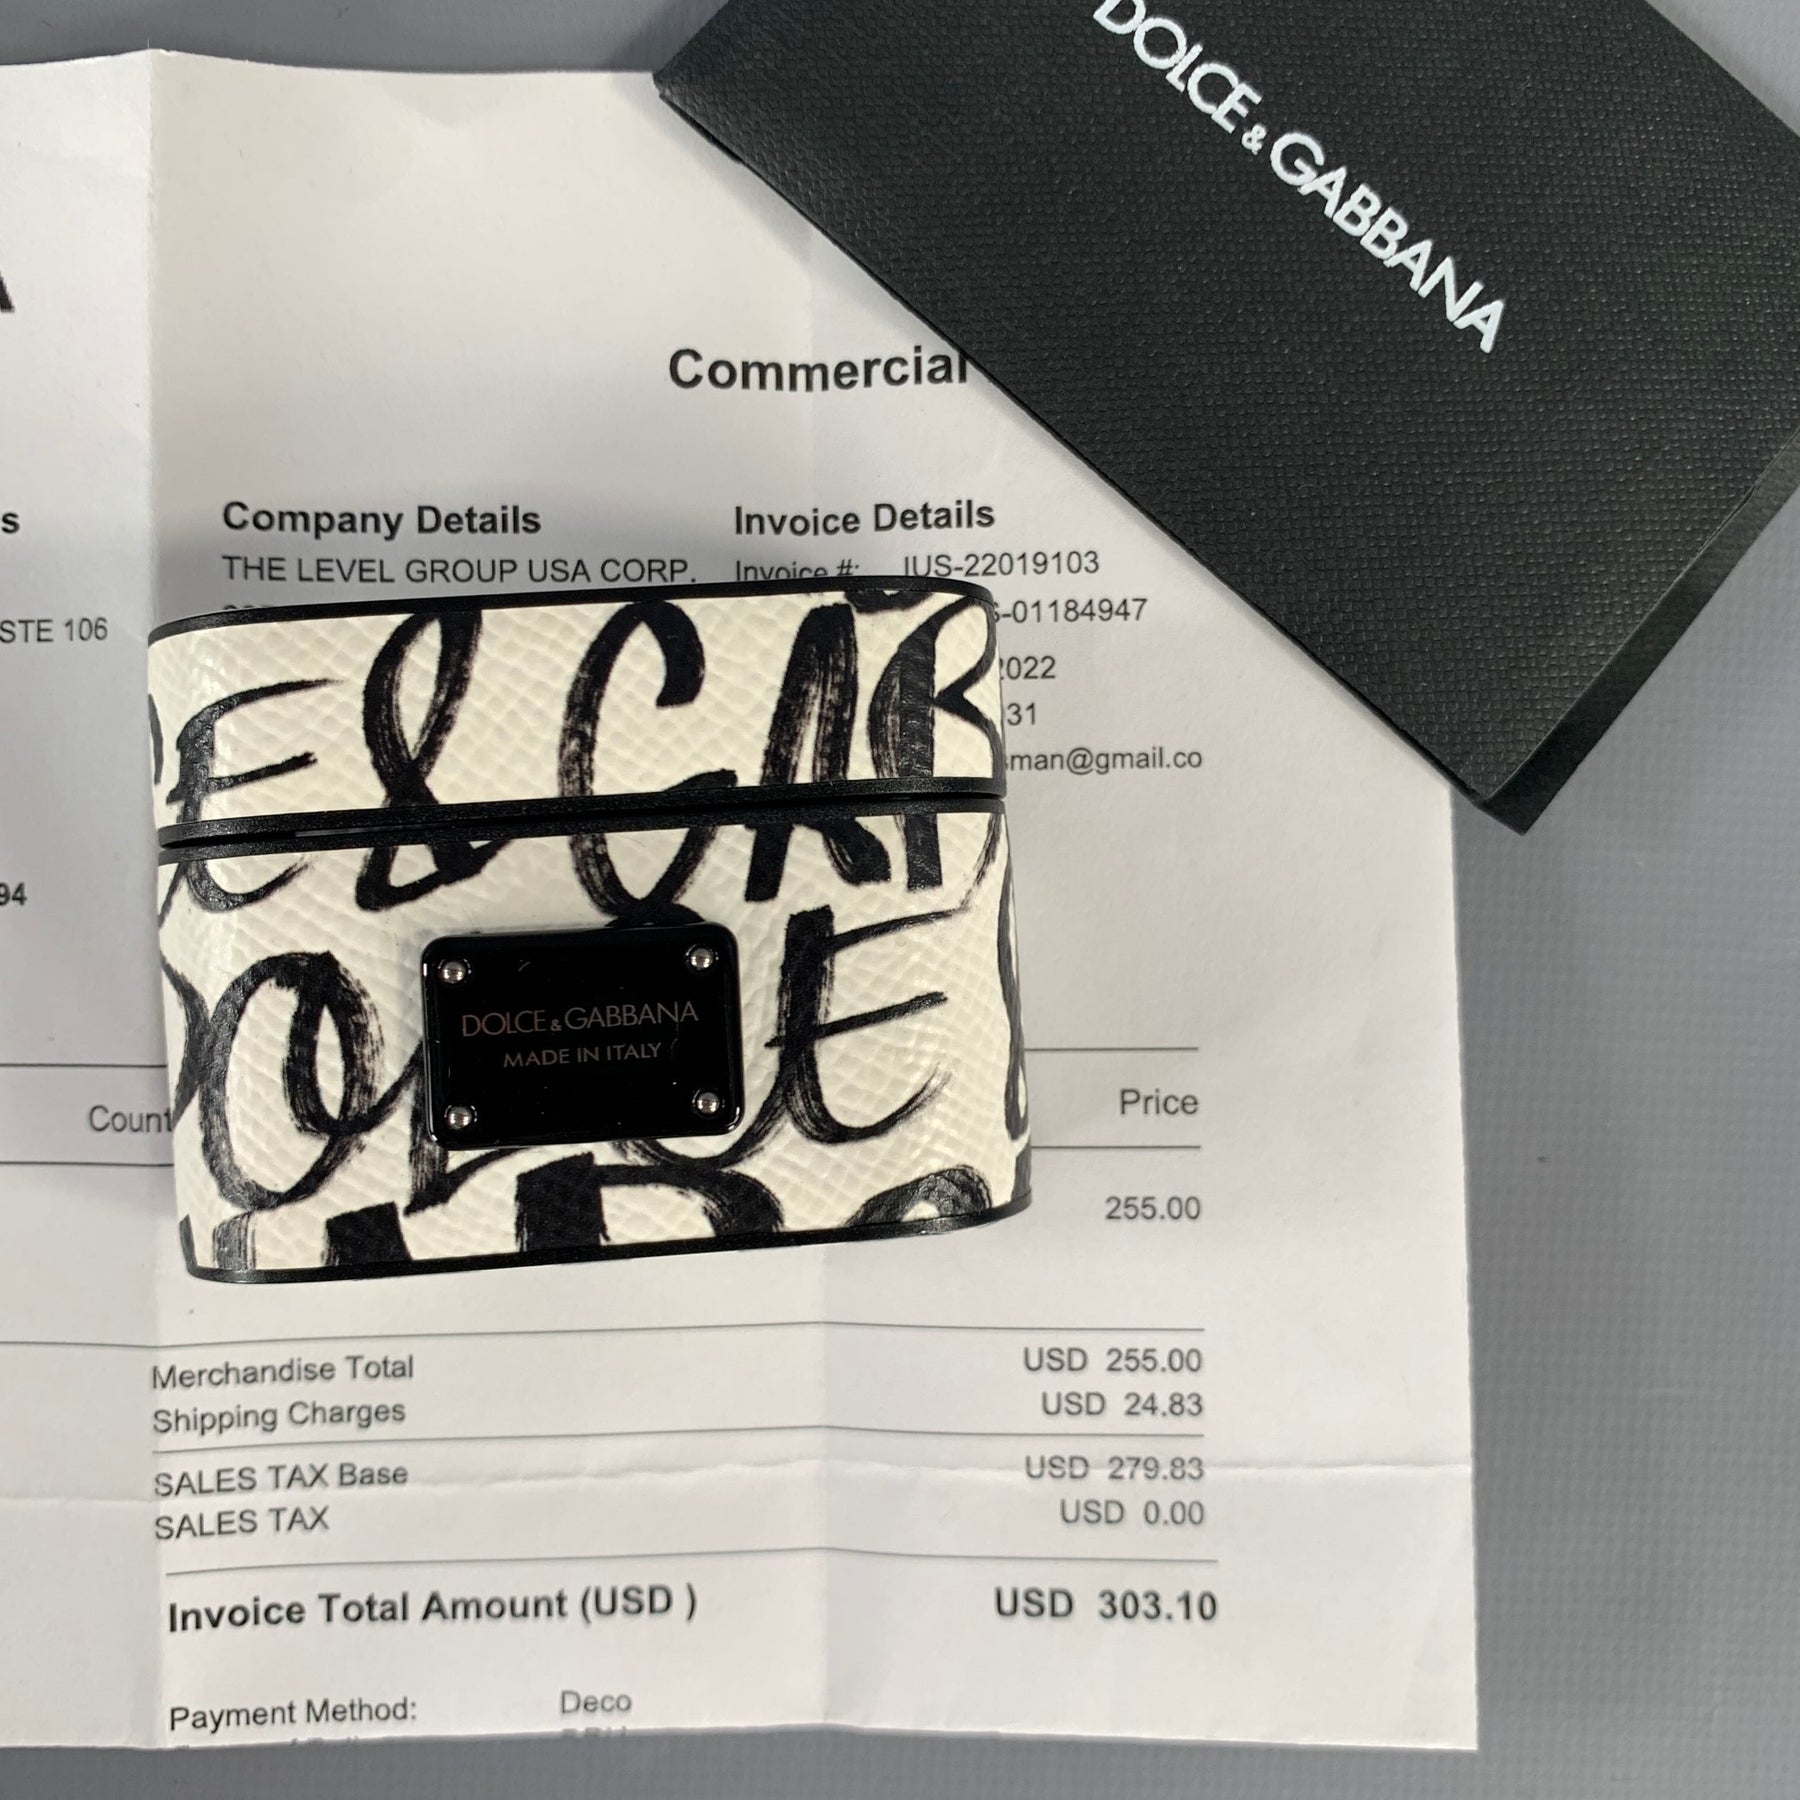 DOLCE & GABBANA
Commercial
Company Details
Invoice Details
THE LEVEL GROUP USA CORP.
Invoice #: IUS-22019103
STE 106
-01184947
2022
31
man@gmail.co
94
E & GAB
DOLCE
DOLCE & GABBANA
MADE IN ITALY
Count
Price
255.00
Merchandise Total USD 255.00
Shipping Charges USD 24.83
SALES TAX Base USD 279.83
SALES TAX USD 0.00
Invoice Total Amount (USD ) USD 303.10
Payment Method: Deco